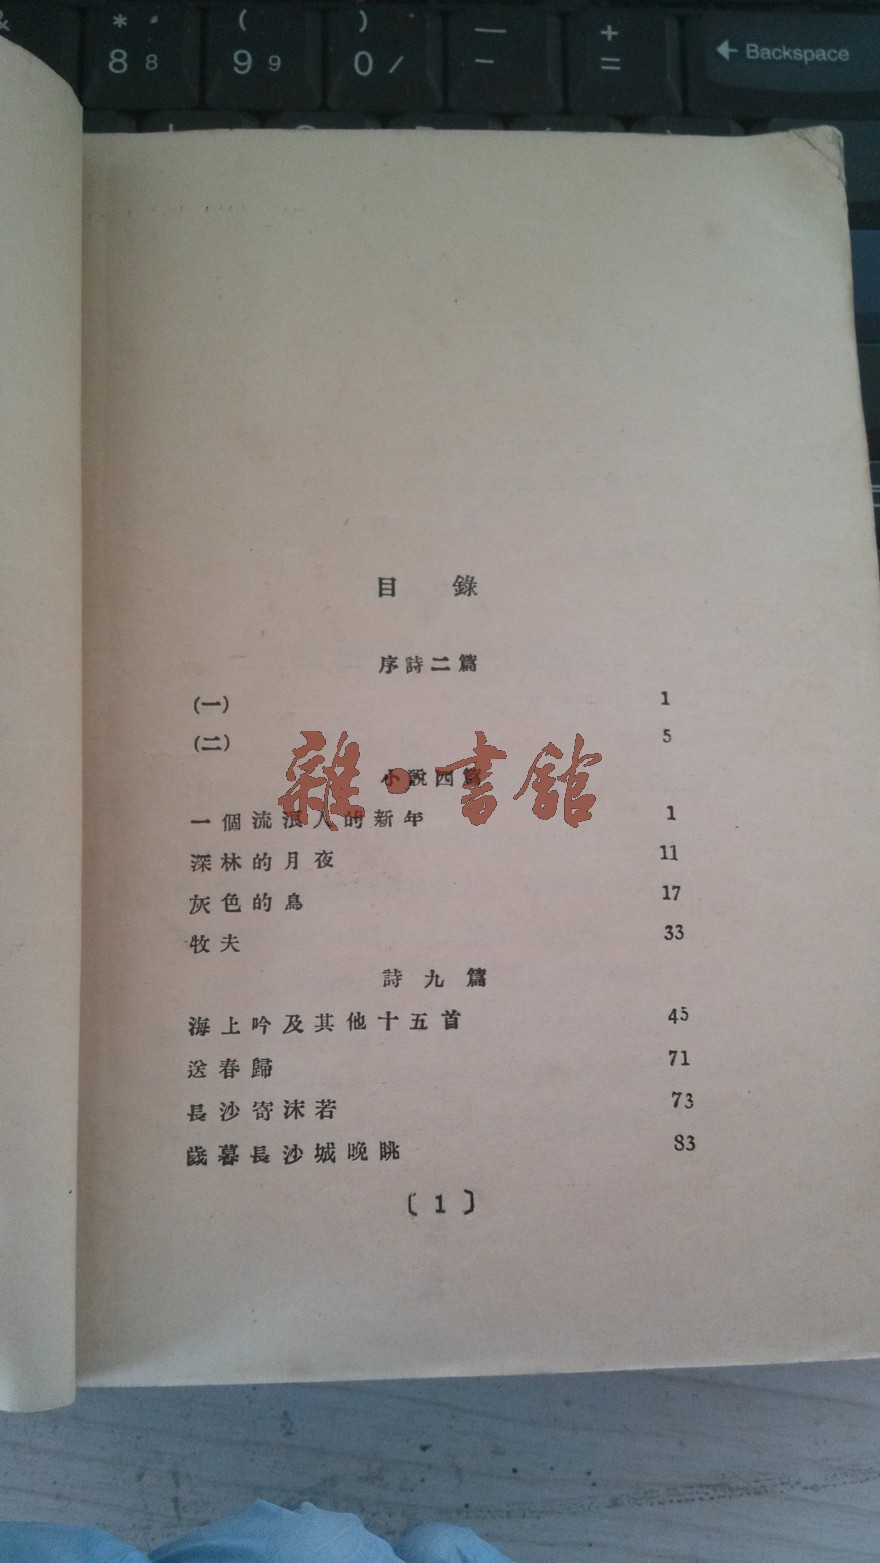 * ( ) — +
8 8 9 9 0 / - = Backspace
目 錄
序詩二篇
(一) 1
(二) 5
雜·書館
小說四篇
一個流浪人的新年 1
深林的月夜 11
灰色的鳥 17
牧夫 33
詩九篇
海上吟及其他十五首 45
送春歸 71
長沙寄沫若 73
歲暮長沙城晚眺 83
〔1〕